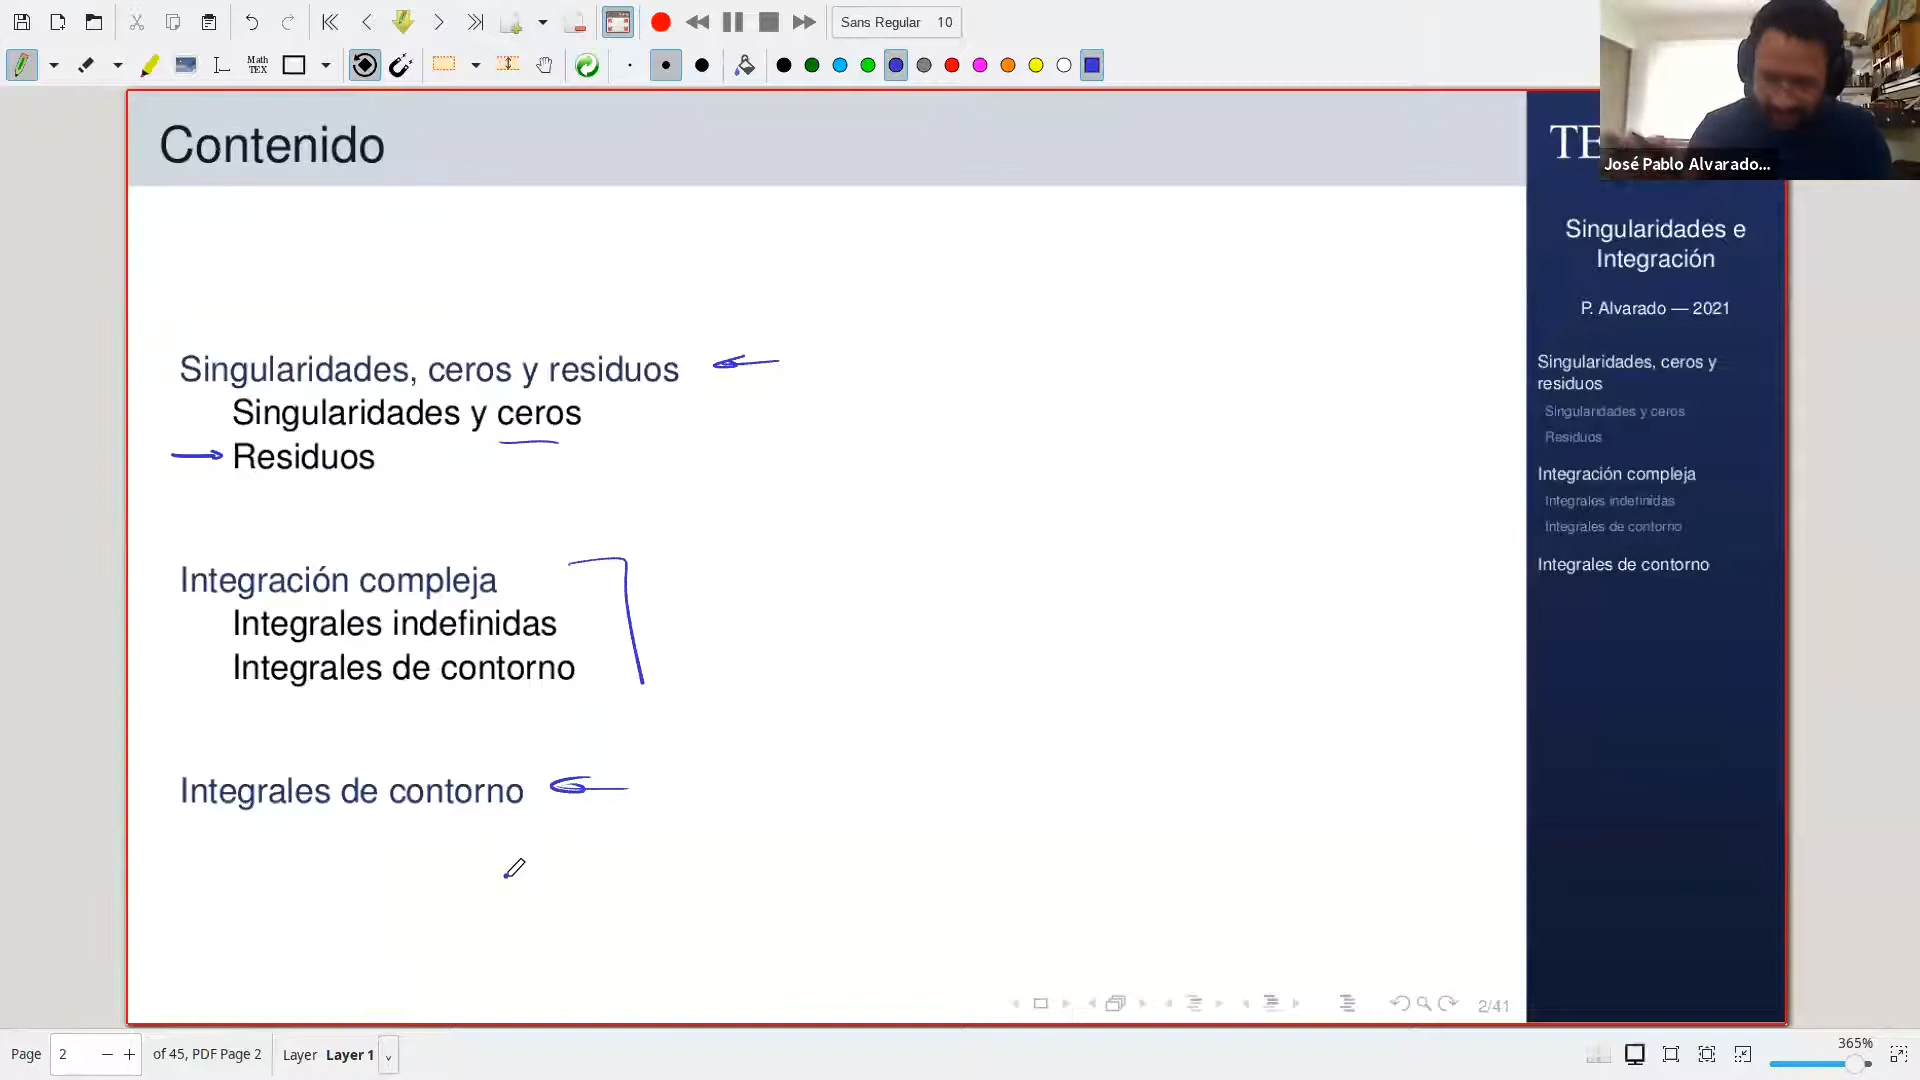 Math
TEX
Sans Regular 10
Contenido
Singularidades, ceros y residuos
Singularidades y ceros
Residuos
Integración compleja
Integrales indefinidas
Integrales de contorno
Integrales de contorno
2/41
TE
José Pablo Alvarado...
Singularidades e
Integración
P. Alvarado — 2021
Singularidades, ceros y
residuos
Singularidades y ceros
Residuos
Integración compleja
Integrales indefinidas
Integrales de contorno
Integrales de contorno
Page 2 of 45, PDF Page 2 Layer Layer 1
365%